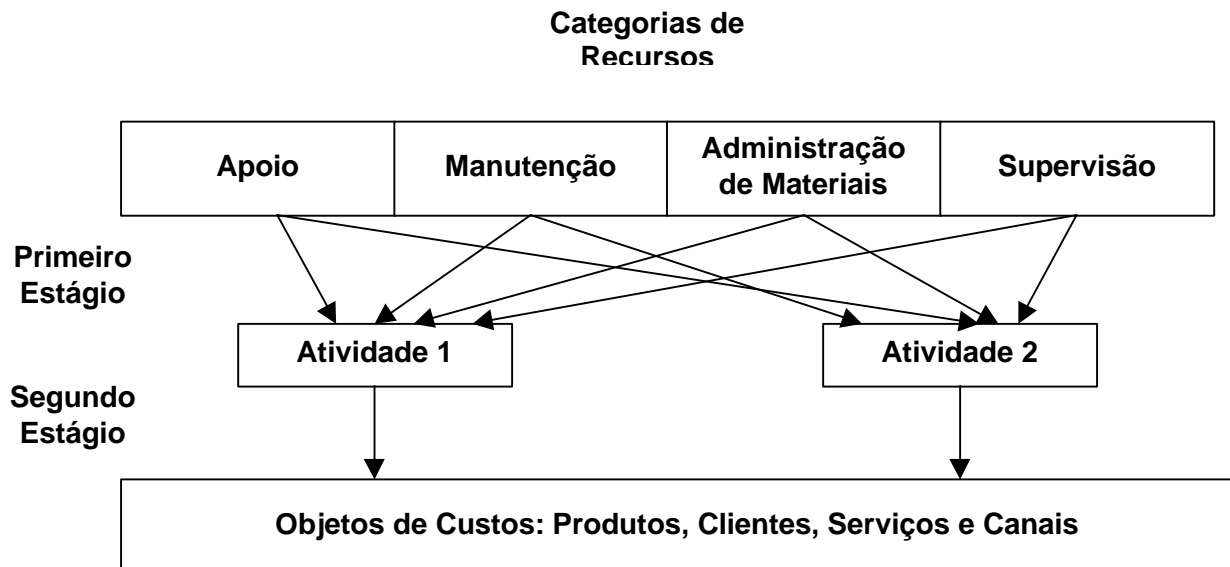 Categorias de
Recursos
Apoio
Manutenção
Administração
de Materiais
Supervisão
Primeiro
Estágio
Atividade 1
Atividade 2
Segundo
Estágio
Objetos de Custos: Produtos, Clientes, Serviços e Canais